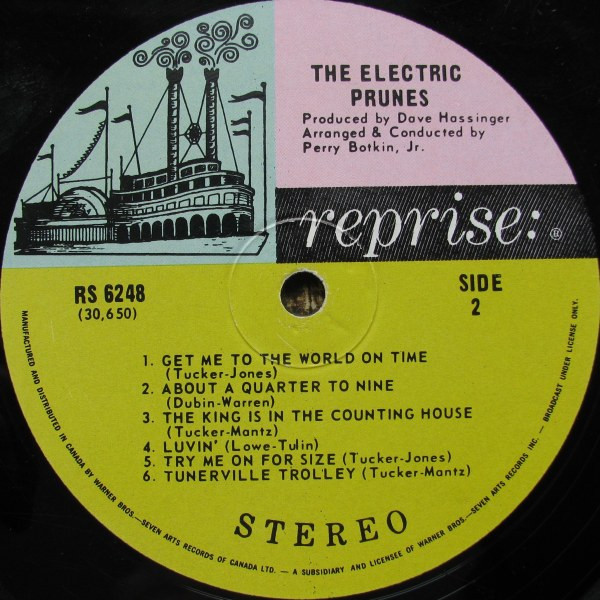 THE ELECTRIC
PRUNES
Produced by Dave Hassinger
Arranged & Conducted by
Perry Botkin, Jr.
reprise: ®
RS 6248
(30,650)
SIDE
2
1. GET ME TO THE WORLD ON TIME
(Tucker-Jones)
2. ABOUT A QUARTER TO NINE
(Dubin-Warren)
3. THE KING IS IN THE COUNTING HOUSE
(Tucker-Mantz)
4. LUVIN' (Lowe-Tulin)
5. TRY ME ON FOR SIZE (Tucker-Jones)
6. TUNERVILLE TROLLEY (Tucker-Mantz)
STEREO
MANUFACTURED AND DISTRIBUTED IN CANADA BY WARNER BROS.—SEVEN ARTS RECORDS OF CANADA LTD. — A SUBSIDIARY AND LICENSEE OF WARNER BROS.—SEVEN ARTS RECORDS INC. — BROADCAST UNDER LICENSE ONLY.